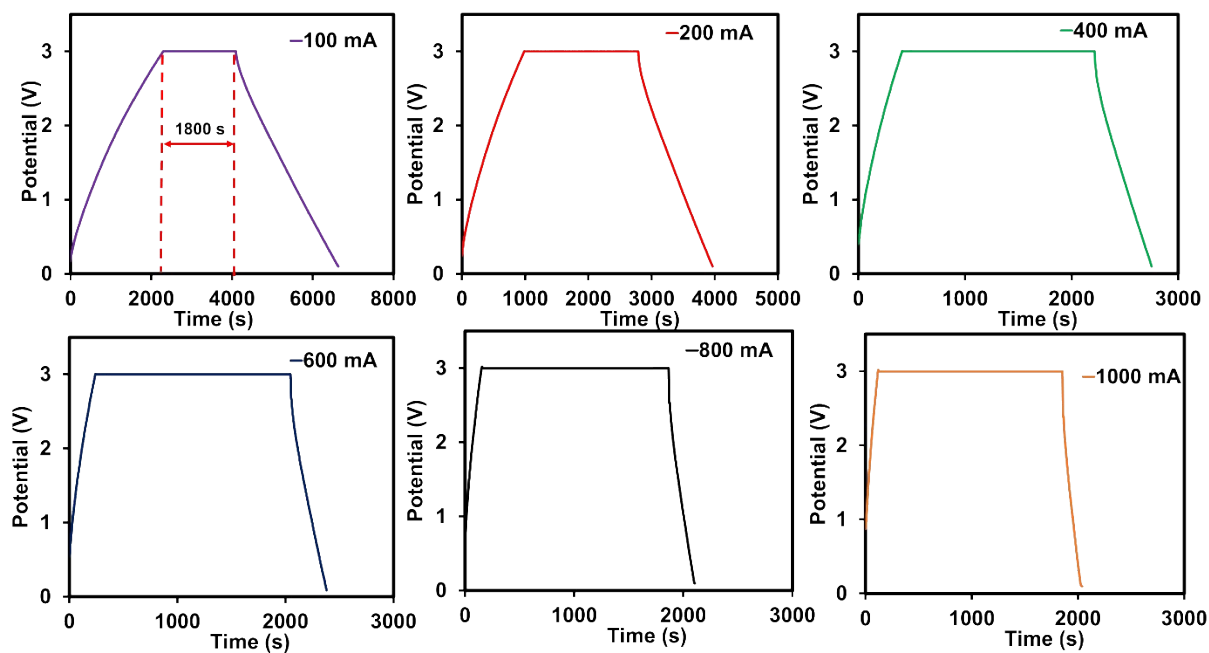 –100 mA
Potential (V)
3
2
1
0
1800 s
0 2000 4000 6000 8000
Time (s)
–200 mA
Potential (V)
3
2
1
0
0 1000 2000 3000 4000 5000
Time (s)
–400 mA
Potential (V)
3
2
1
0
0 1000 2000 3000
Time (s)
–600 mA
Potential (V)
3
2
1
0
0 1000 2000 3000
Time (s)
–800 mA
Potential (V)
3
2
1
0
0 1000 2000 3000
Time (s)
–1000 mA
Potential (V)
3
2
1
0
0 1000 2000 3000
Time (s)